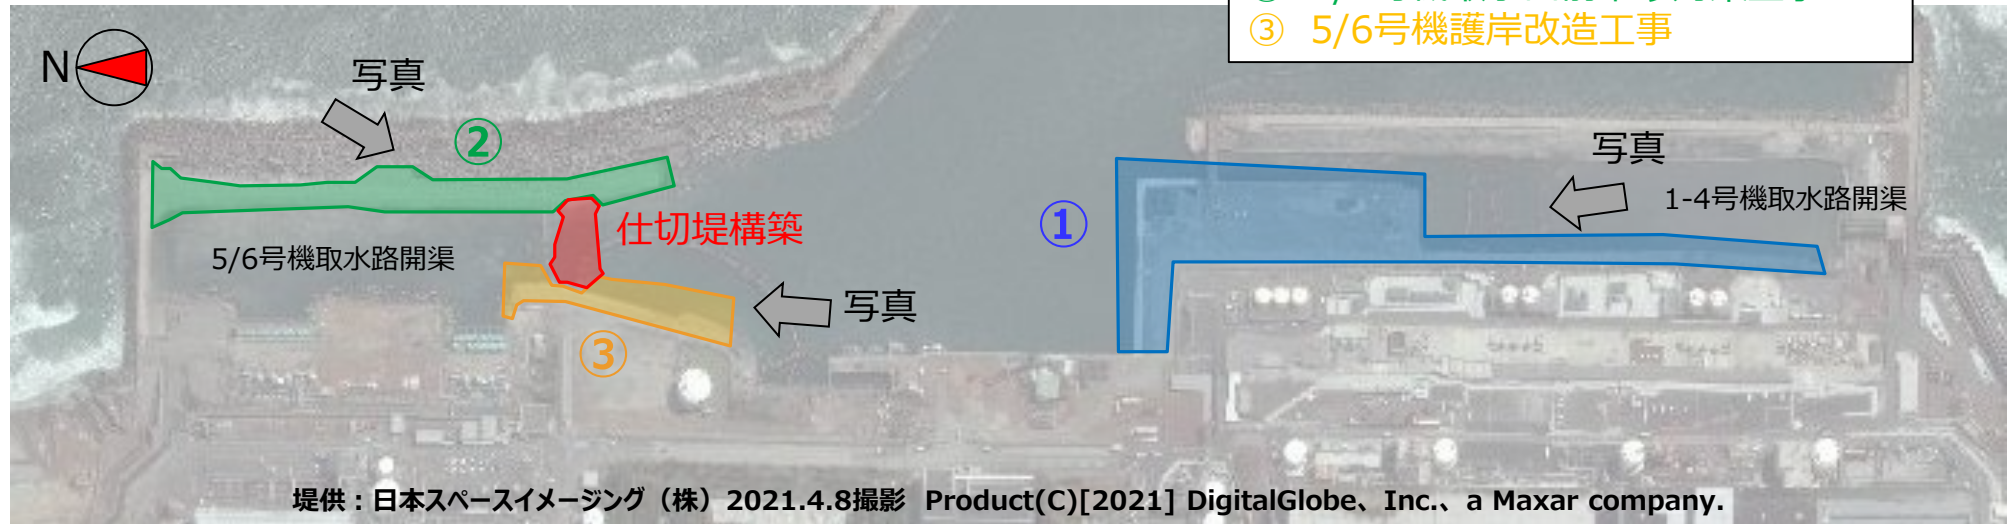 ③ 5/6号機護岸改造工事
N
写真
②
写真
1-4号機取水路開渠
①
仕切堤構築
5/6号機取水路開渠
写真
③
提供：日本スペースイメージング（株）2021.4.8撮影 Product(C)[2021] DigitalGlobe、Inc.、a Maxar company.